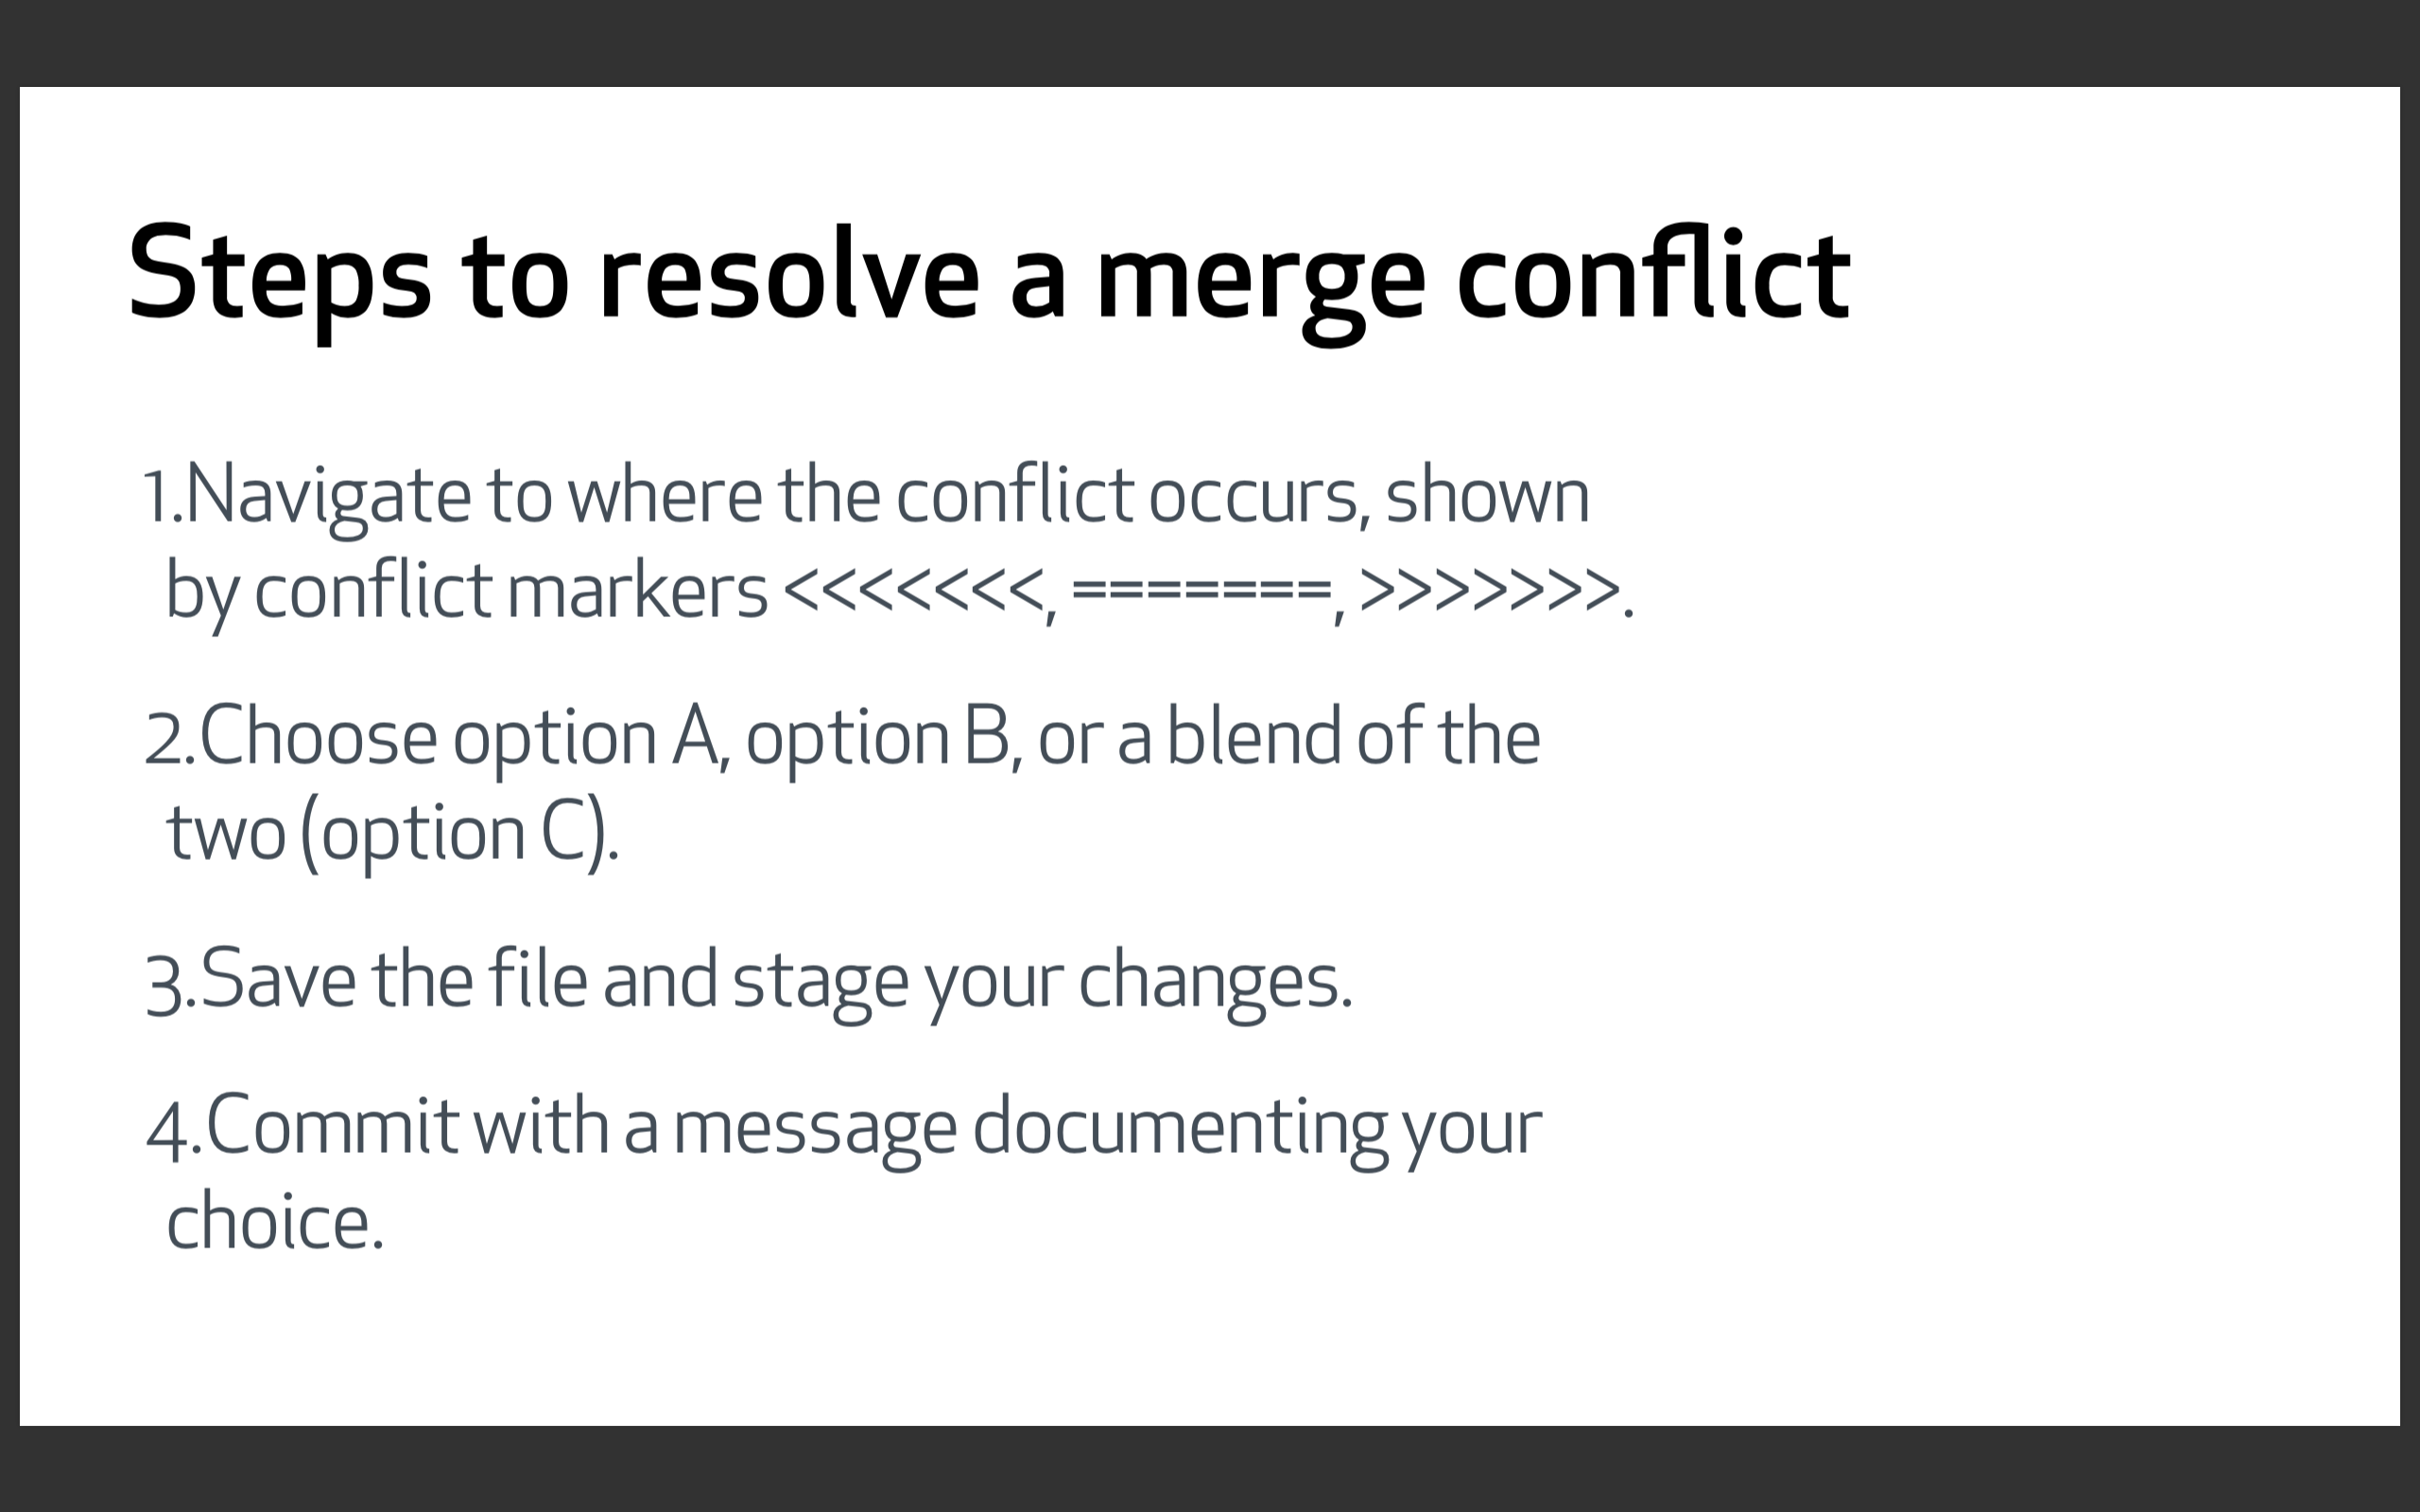 Steps to resolve a merge conflict
1.Navigate to where the conflict occurs, shown
by conflict markers <<<<<<<, =======, >>>>>>>.
2.Choose option A, option B, or a blend of the
two (option C).
3.Save the file and stage your changes.
4.Commit with a message documenting your
choice.